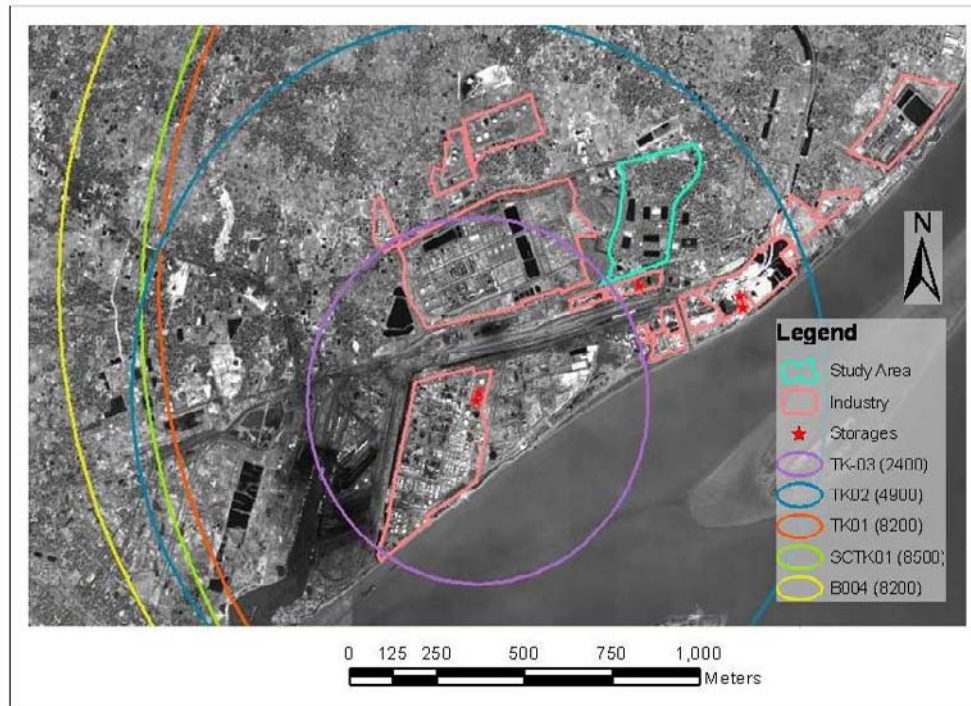 N
Legend
Study Area
Industry
Storages
TK-03 (2400)
TK02 (4900)
TK01 (8200)
SCTK01 (8500)
B004 (8200)
0 125 250 500 750 1,000
Meters